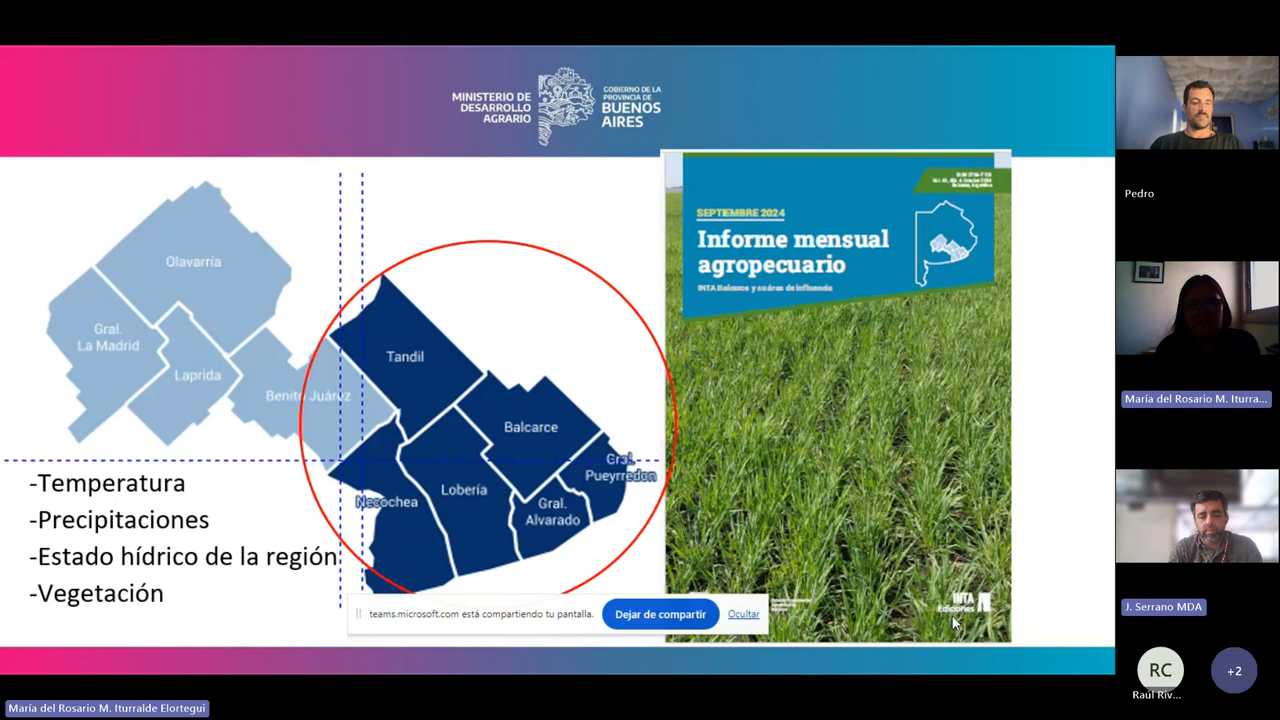 MINISTERIO DE
DESARROLLO
AGRARIO
GOBIERNO DE LA
PROVINCIA DE
BUENOS
AIRES
Olavarría
Gral.
La Madrid
Laprida
Benito Juárez
Tandil
Balcarce
Gral.
Pueyrredon
Necochea
Lobería
Gral.
Alvarado
-Temperatura
-Precipitaciones
-Estado hídrico de la región
-Vegetación
SEPTIEMBRE 2024
Informe mensual
agropecuario
INTA Balcarce y su área de influencia
INTA
Ediciones
teams.microsoft.com está compartiendo tu pantalla.
Dejar de compartir
Ocultar
Pedro
María del Rosario M. Iturra...
J. Serrano MDA
RC
+2
Raúl Riv...
María del Rosario M. Iturralde Elortegui